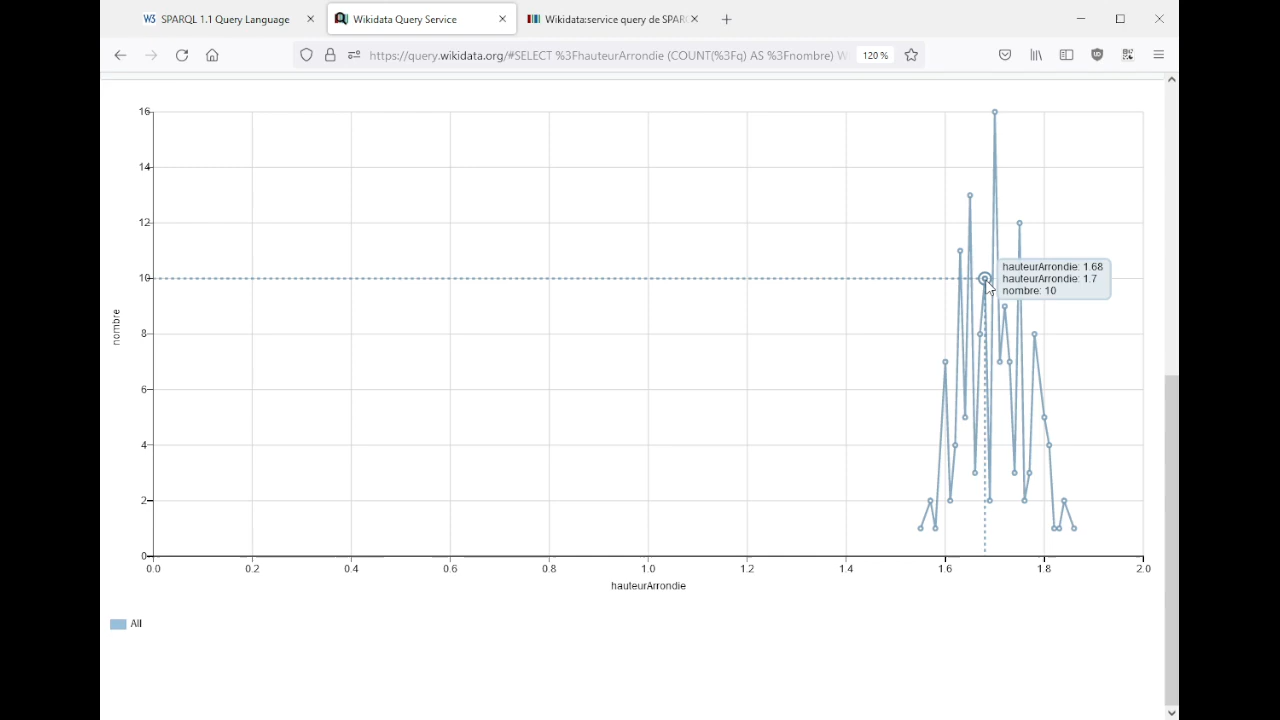 W3 SPARQL 1.1 Query Language
Wikidata Query Service
Wikidata:service query de SPAR
https://query.wikidata.org/#SELECT %3FhauteurArrondie (COUNT(%3Fq) AS %3Fnombre) W
120 %
16
14
12
10
8
6
4
2
0
nombre
hauteurArrondie: 1.68
hauteurArrondie: 1.7
nombre: 10
0.0 0.2 0.4 0.6 0.8 1.0 1.2 1.4 1.6 1.8 2.0
hauteurArrondie
All